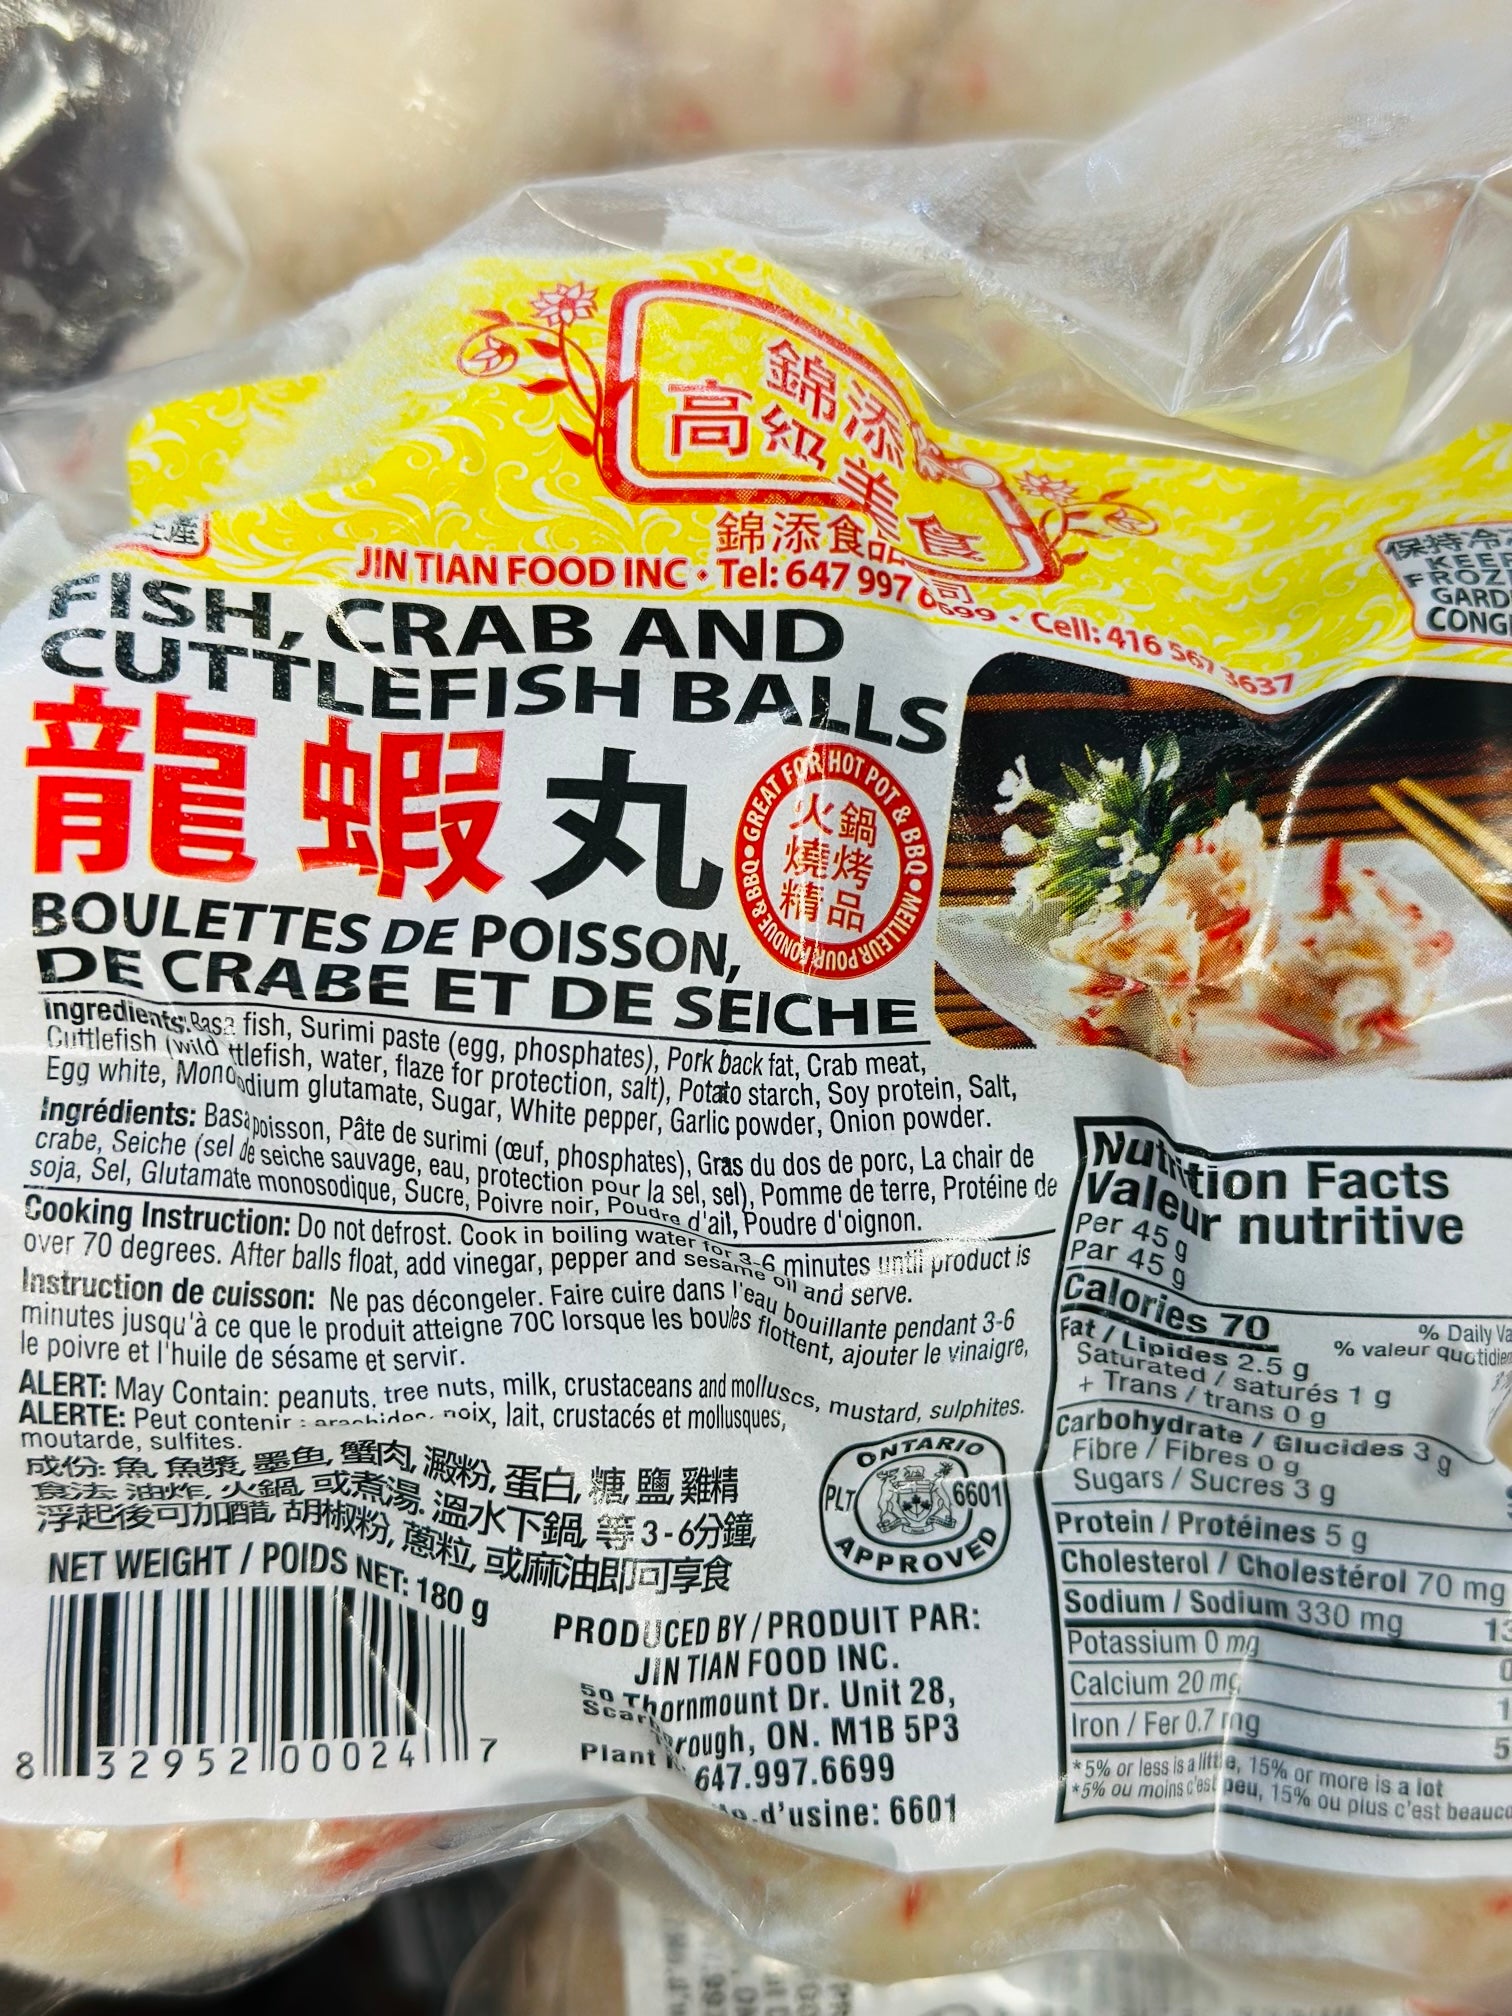 錦添
高級美食
錦添食品
司
JIN TIAN FOOD INC • Tel: 647 997 6699 • Cell: 416 567 3637
保持冷
KEEP
FROZ
GARD
CONG
產
FISH, CRAB AND
CUTTLEFISH BALLS
龍蝦丸
GREAT FOR HOT POT & BBQ • MEILLEUR POUR FONDUE & BBQ •
火鍋
燒烤
精品
BOULETTES DE POISSON,
DE CRABE ET DE SEICHE
Ingredients: Basa fish, Surimi paste (egg, phosphates), Pork back fat, Crab meat,
Cuttlefish (wild ttlefish, water, flaze for protection, salt), Potato starch, Soy protein, Salt,
Egg white, Monodium glutamate, Sugar, White pepper, Garlic powder, Onion powder.
Ingrédients: Basa poisson, Pâte de surimi (œuf, phosphates), Gras du dos de porc, La chair de
crabe, Seiche (sel de seiche sauvage, eau, protection pour la sel, sel), Pomme de terre, Protéine de
soja, Sel, Glutamate monosodique, Sucre, Poivre noir, Poudre d'ail, Poudre d'oignon.
Cooking Instruction: Do not defrost. Cook in boiling water for 3-6 minutes until product is
over 70 degrees. After balls float, add vinegar, pepper and sesame oil and serve.
Instruction de cuisson: Ne pas décongeler. Faire cuire dans l'eau bouillante pendant 3-6
minutes jusqu'à ce que le produit atteigne 70C lorsque les boules flottent, ajouter le vinaigre,
le poivre et l'huile de sésame et servir.
ALERT: May Contain: peanuts, tree nuts, milk, crustaceans and molluscs, mustard, sulphites.
ALERTE: Peut contenir : arachides, noix, lait, crustacés et mollusques,
moutarde, sulfites.
成份: 魚, 魚漿, 墨魚, 蟹肉, 澱粉, 蛋白, 糖, 鹽, 雞精
食法: 油炸, 火鍋, 或煮湯. 溫水下鍋, 等3-6分鐘,
浮起後可加醋, 胡椒粉, 蔥粒, 或麻油即可享食
ONTARIO
PLT 6601
APPROVED
NET WEIGHT / POIDS NET: 180 g
8 32952 00024 7
PRODUCED BY / PRODUIT PAR:
JIN TIAN FOOD INC.
50 Thornmount Dr. Unit 28,
Scarbrough, ON. M1B 5P3
647.997.6699
Plant
d'usine: 6601
Nutrition Facts
Valeur nutritive
Per 45 g
Par 45 g
Calories 70
% Daily Va
% valeur quotidien
Fat / Lipides 2.5 g
Saturated / saturés 1 g
+ Trans / trans 0 g
Carbohydrate / Glucides 3 g
Fibre / Fibres 0 g
Sugars / Sucres 3 g
Protein / Protéines 5 g
Cholesterol / Cholestérol 70 mg
Sodium / Sodium 330 mg 13
Potassium 0 mg 0
Calcium 20 mg 1
Iron / Fer 0.7 mg 5
*5% or less is a little, 15% or more is a lot
*5% ou moins c'est peu, 15% ou plus c'est beauco